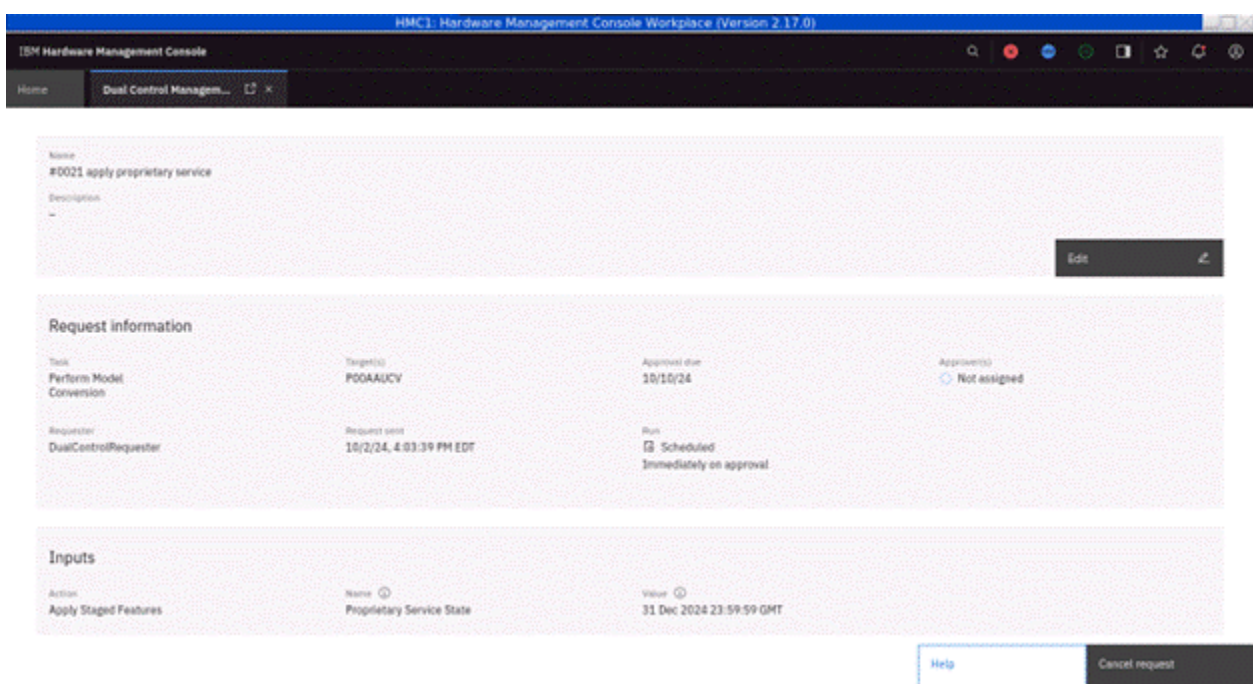 HMC1: Hardware Management Console Workplace (Version 2.17.0)
IBM Hardware Management Console
Home
Dual Control Managem...
Name
#0021 apply proprietary service
Description
–
Edit
Request information
Task
Target(s)
Approval due
Approver(s)
Perform Model
Conversion
P00AAUCV
10/10/24
Not assigned
Requester
Request sent
Run
DualControlRequester
10/2/24, 4:03:39 PM EDT
Scheduled
Immediately on approval
Inputs
Action
Name
Value
Apply Staged Features
Proprietary Service State
31 Dec 2024 23:59:59 GMT
Help
Cancel request